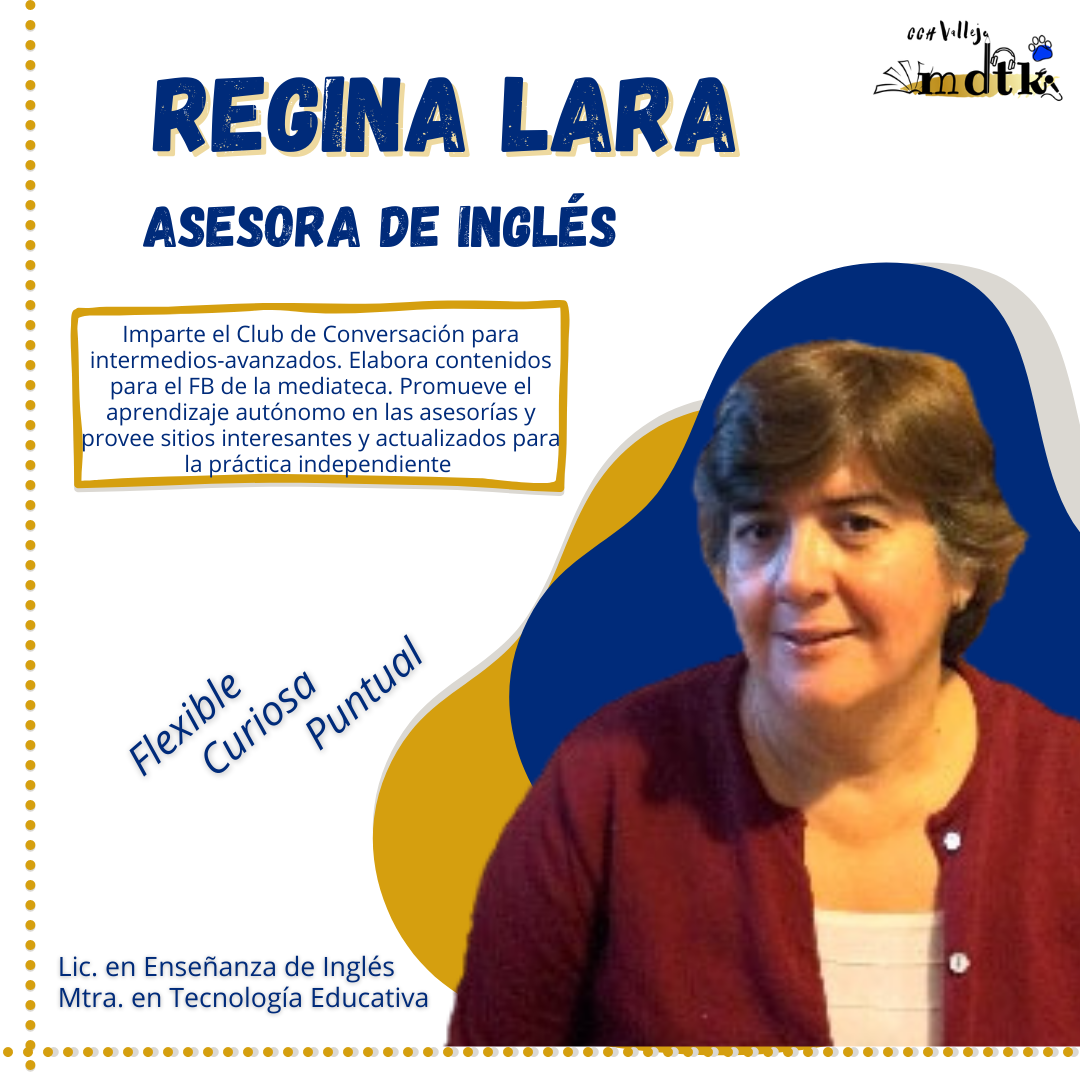 CCH Vallejo
mdtk
REGINA LARA
ASESORA DE INGLÉS
Imparte el Club de Conversación para
intermedios-avanzados. Elabora contenidos
para el FB de la mediateca. Promueve el
aprendizaje autónomo en las asesorías y
provee sitios interesantes y actualizados para
la práctica independiente
Flexible
Curiosa
Puntual
Lic. en Enseñanza de Inglés
Mtra. en Tecnología Educativa